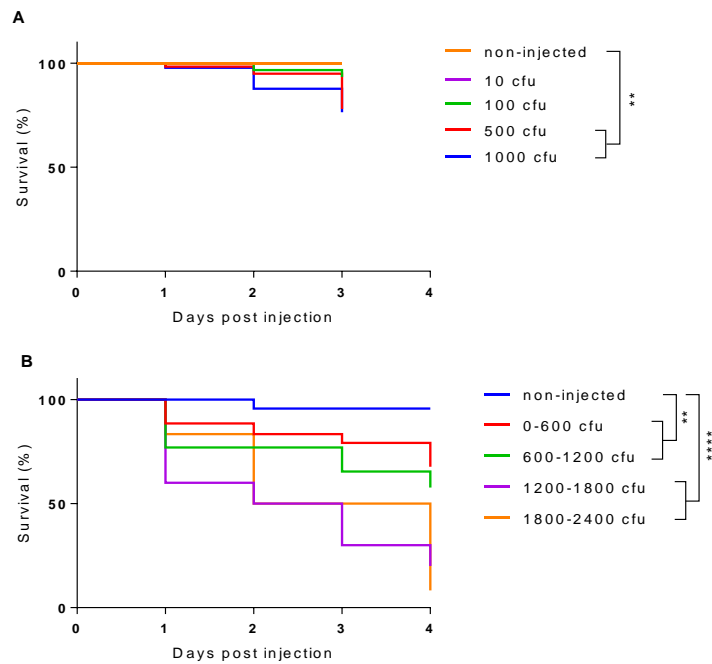 A
100
50
0
Survival (%)
0 1 2 3 4
Days post injection
non-injected
10 cfu
100 cfu
500 cfu
1000 cfu
**
B
100
50
0
Survival (%)
0 1 2 3 4
Days post injection
non-injected
0-600 cfu
600-1200 cfu
1200-1800 cfu
1800-2400 cfu
**
****